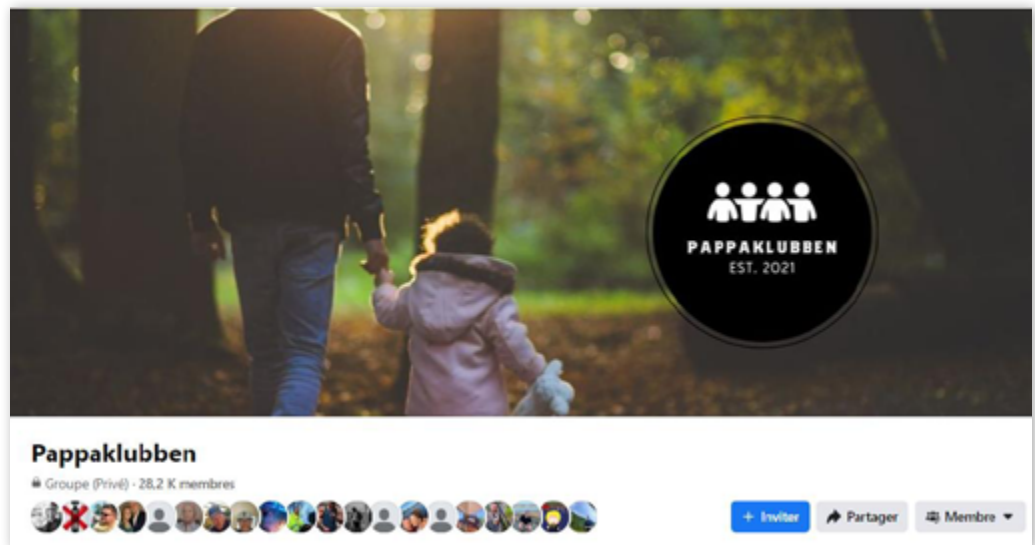 PAPPAKLUBBEN
EST. 2021
Pappaklubben
Groupe (Privé) · 28,2 K membres
+ Inviter
Partager
Membre